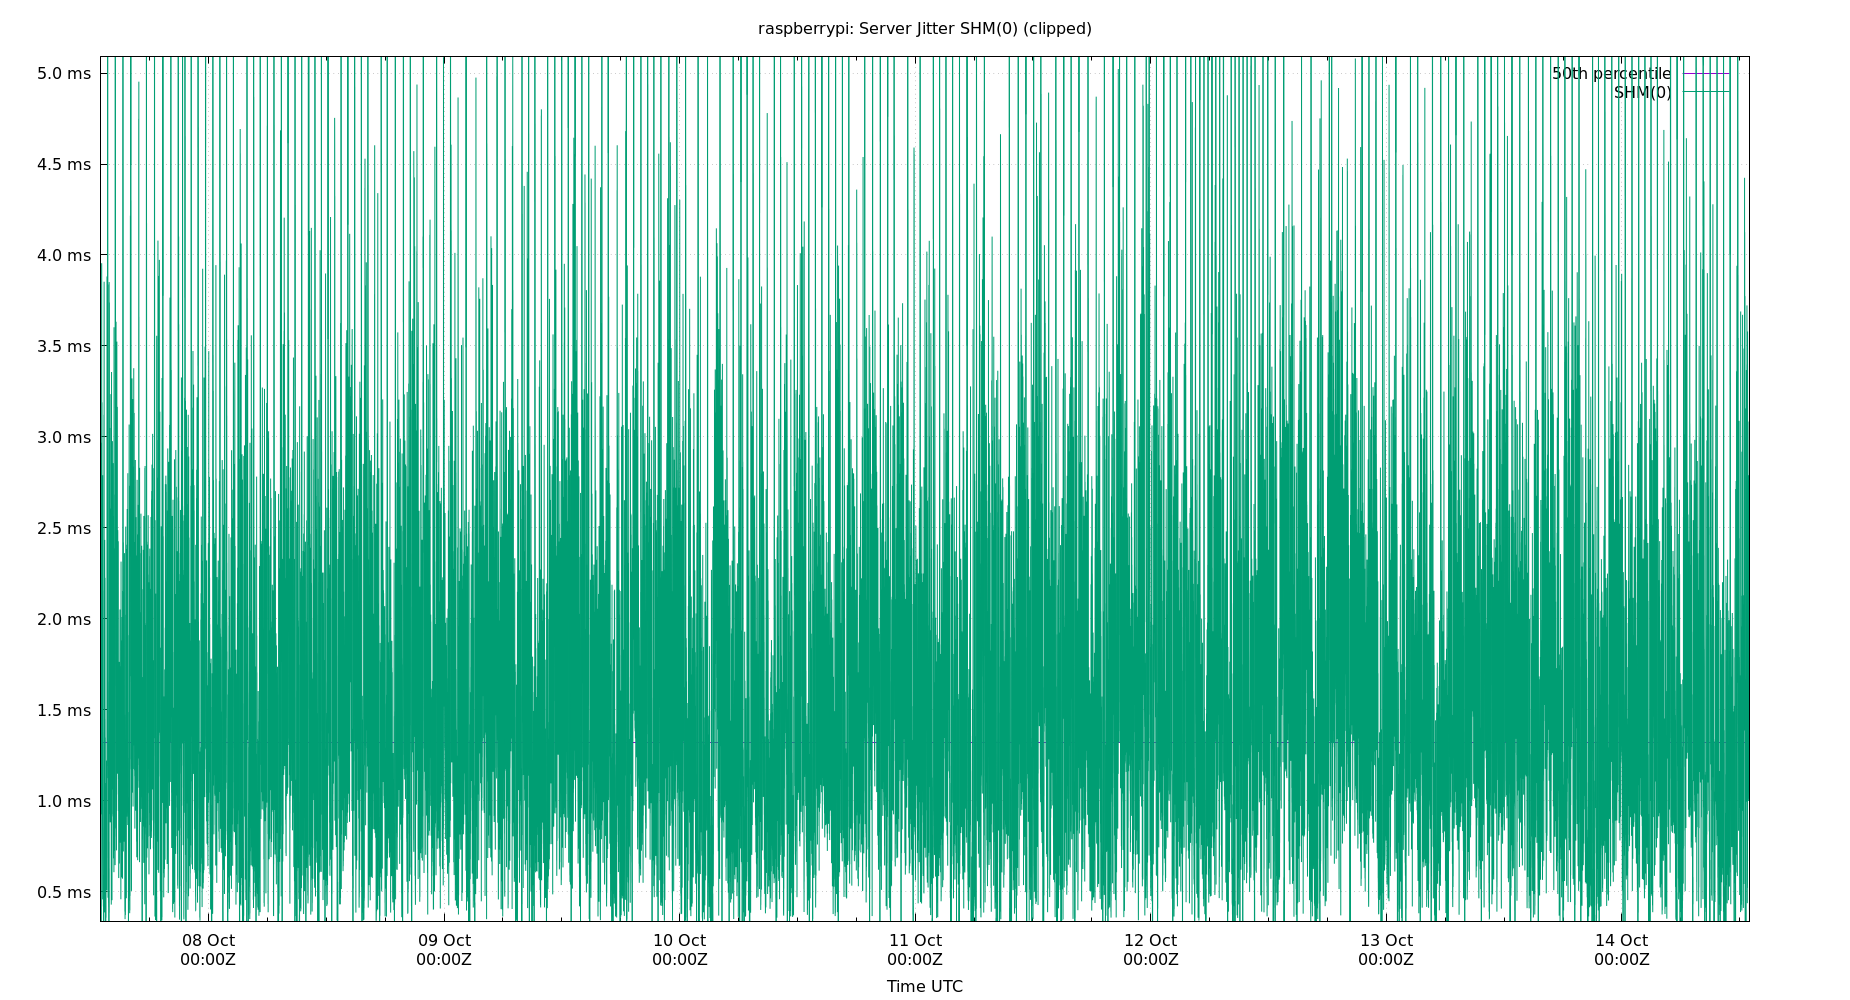 raspberrypi: Server Jitter SHM(0) (clipped)
5.0 ms
4.5 ms
4.0 ms
3.5 ms
3.0 ms
2.5 ms
2.0 ms
1.5 ms
1.0 ms
0.5 ms
50th percentile
SHM(0)
08 Oct 09 Oct 10 Oct 11 Oct 12 Oct 13 Oct 14 Oct
00:00Z 00:00Z 00:00Z 00:00Z 00:00Z 00:00Z 00:00Z
Time UTC